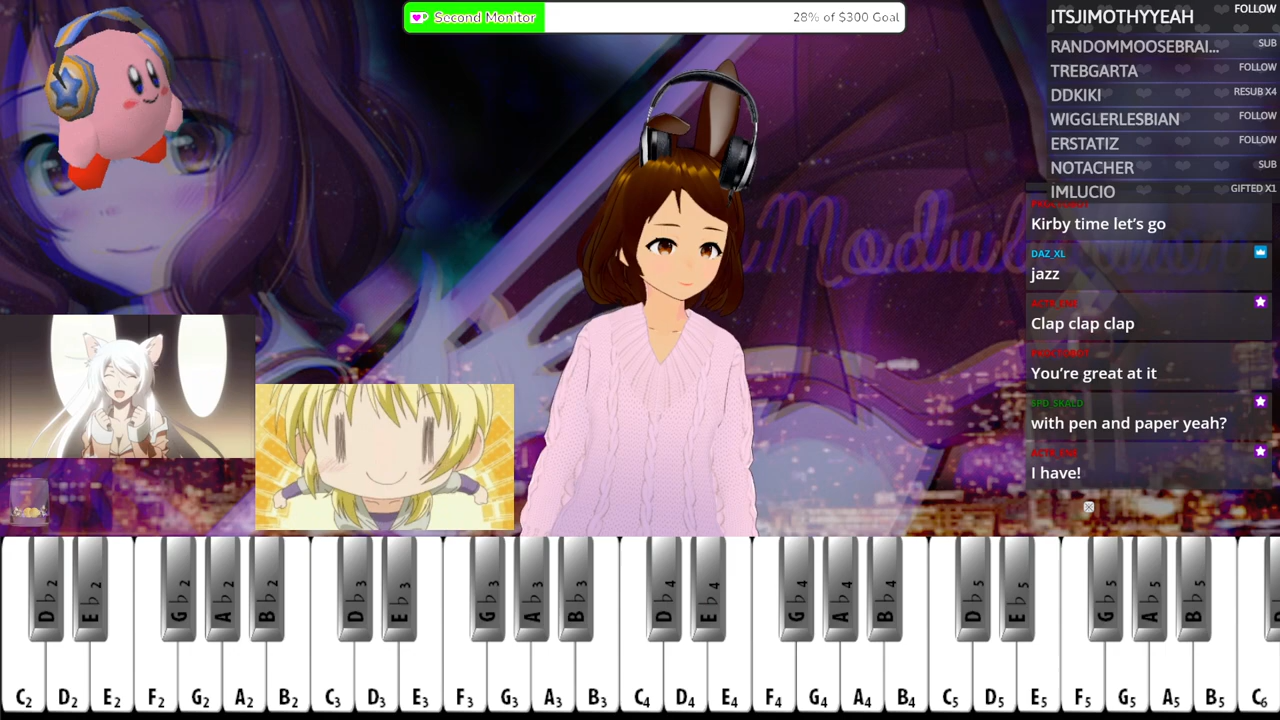 Second Monitor 28% of $300 Goal
ITSJIMOTHYYEAH FOLLOW
RANDOMMOOSEBRAI... SUB
TREBGARTA FOLLOW
DDKIKI RESUB X4
WIGGLERLESBIAN FOLLOW
ERSTATIZ FOLLOW
NOTACHER SUB
IMLUCIO GIFTED X1
Kirby time let's go
DAZ_XL
jazz
Clap clap clap
You're great at it
SPD_SKALD
with pen and paper yeah?
I have!
D♭2 E♭2 G♭2 A♭2 B♭2 D♭3 E♭3 G♭3 A♭3 B♭3 D♭4 E♭4 G♭4 A♭4 B♭4 D♭5 E♭5 G♭5 A♭5 B♭5
C2 D2 E2 F2 G2 A2 B2 C3 D3 E3 F3 G3 A3 B3 C4 D4 E4 F4 G4 A4 B4 C5 D5 E5 F5 G5 A5 B5 C6